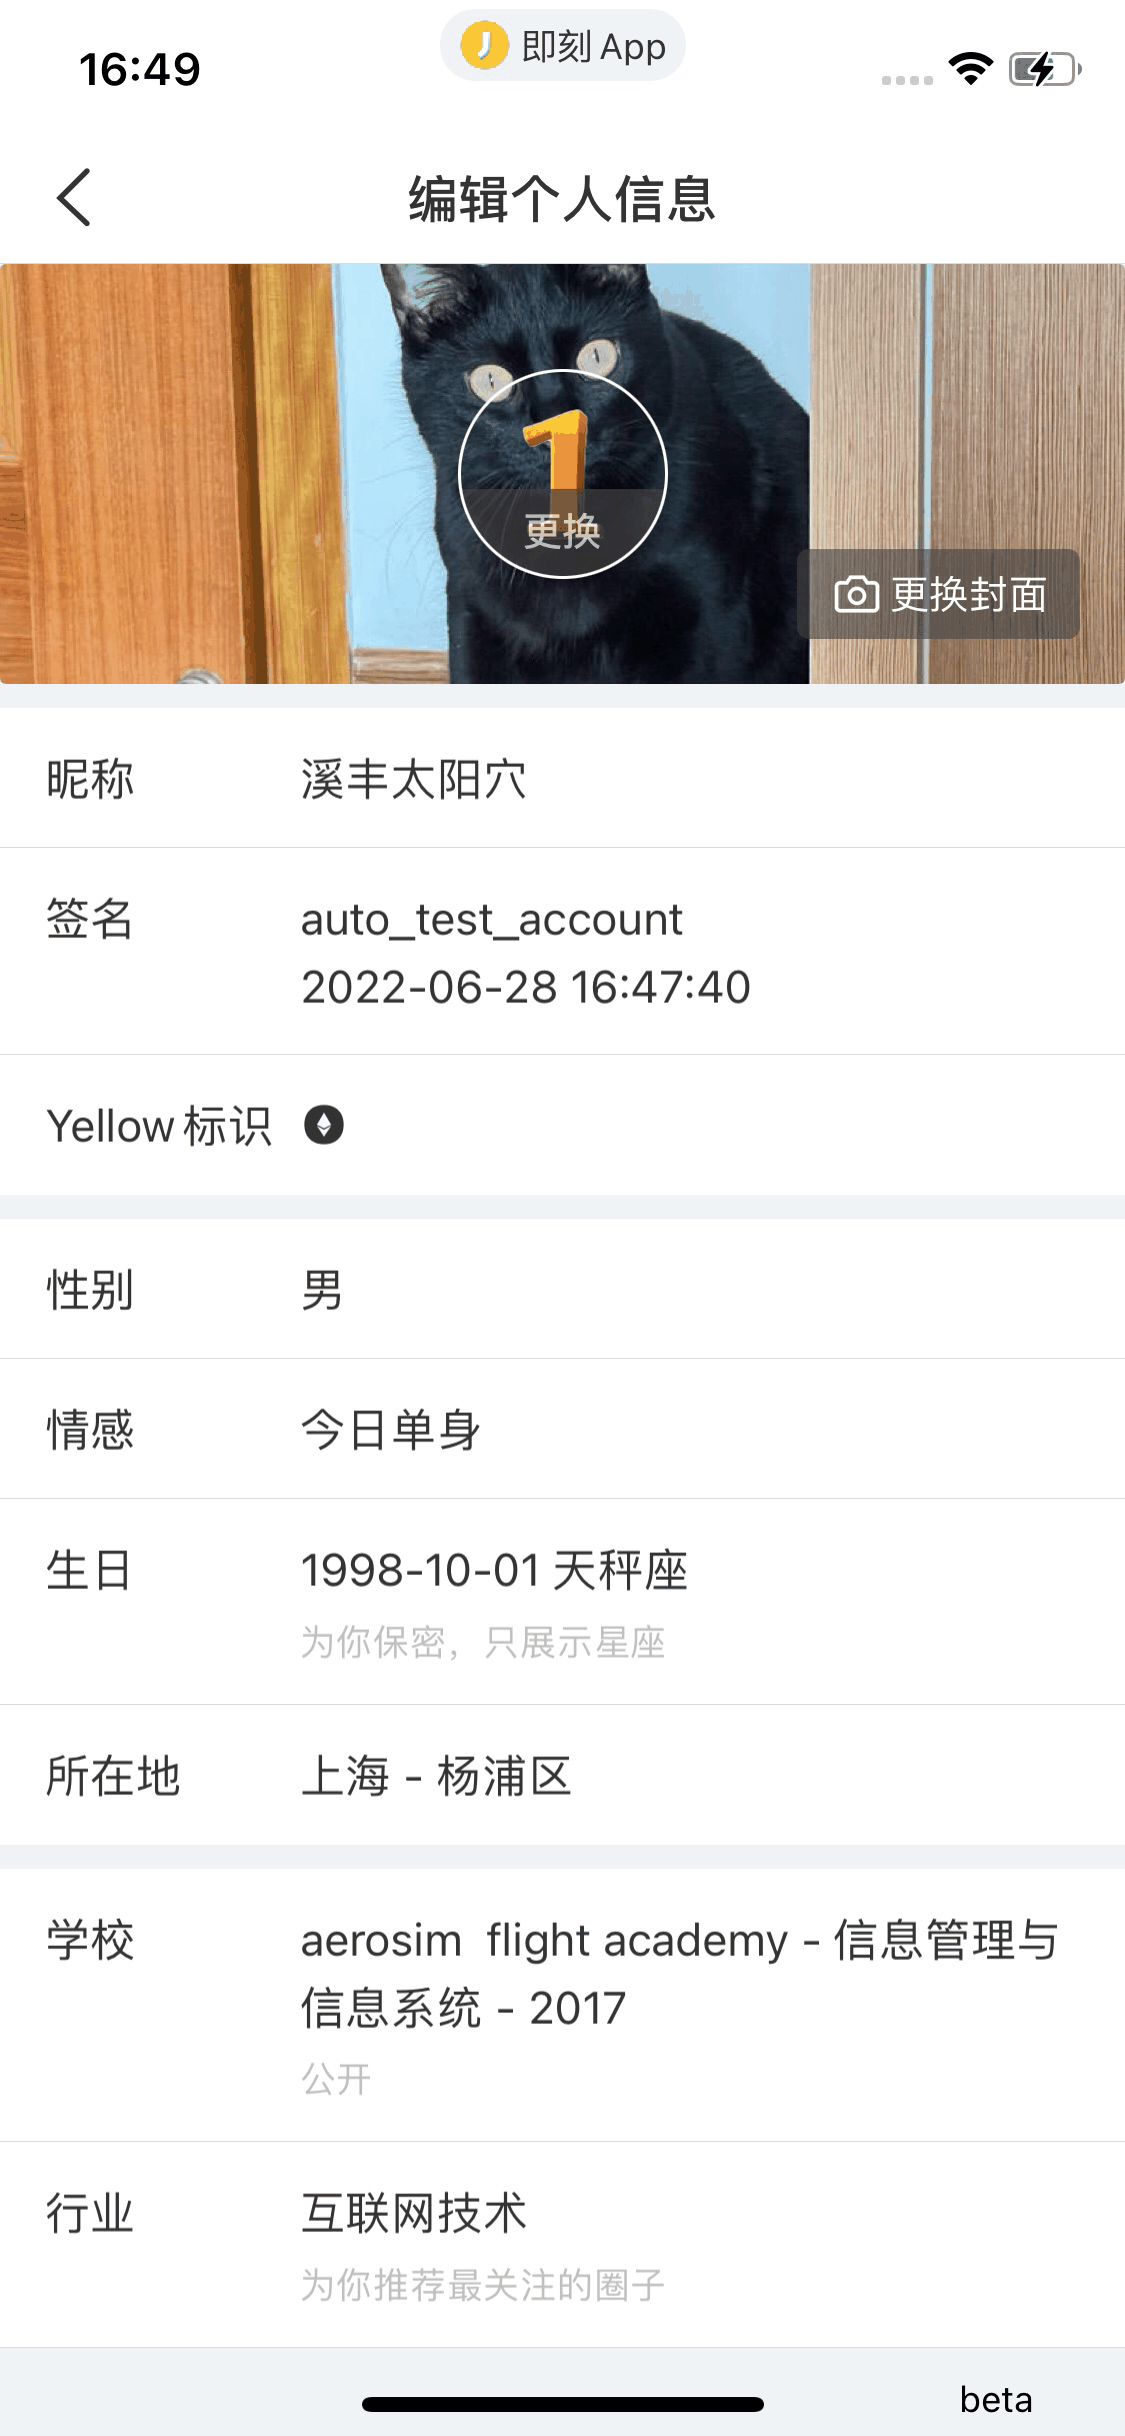 16:49
即刻 App
编辑个人信息
1
更换
更换封面
昵称 溪丰太阳穴
签名 auto_test_account
2022-06-28 16:47:40
Yellow 标识
性别 男
情感 今日单身
生日 1998-10-01 天秤座
为你保密，只展示星座
所在地 上海 - 杨浦区
学校 aerosim  flight academy - 信息管理与
信息系统 - 2017
公开
行业 互联网技术
为你推荐最关注的圈子
beta